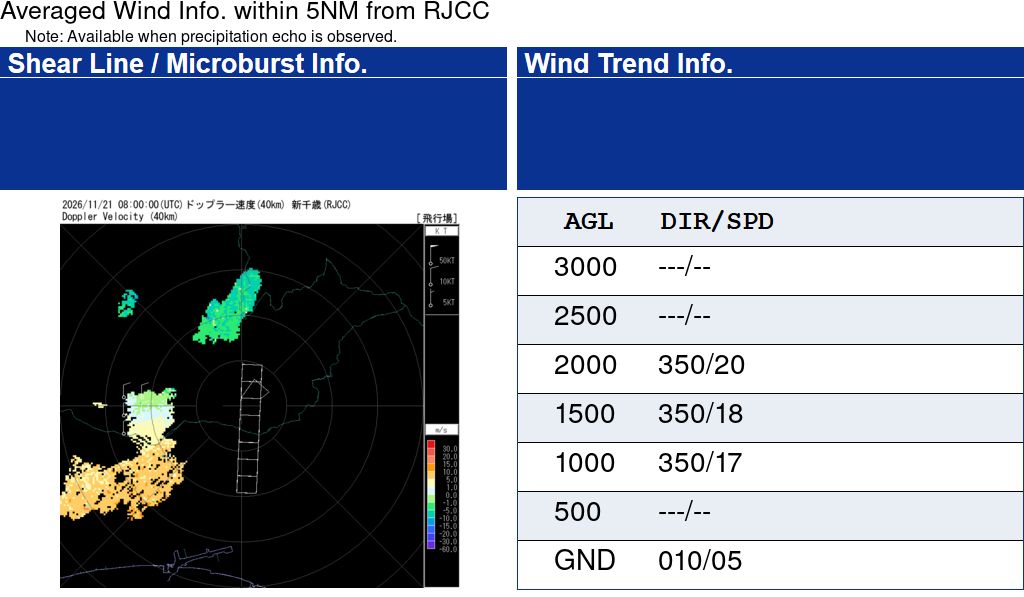 Averaged Wind Info. within 5NM from RJCC
Note: Available when precipitation echo is observed.
Shear Line / Microburst Info.
Wind Trend Info.
2026/11/21 08:00:00(UTC) ドップラー速度(40km) 新千歳(RJCC)
Doppler Velocity (40km)
[飛行場]
KT
50KT
10KT
5KT
m/s
30.0
20.0
15.0
10.0
5.0
1.0
0.0
-1.0
-5.0
-10.0
-15.0
-20.0
-30.0
-60.0
AGL DIR/SPD
3000 ---/--
2500 ---/--
2000 350/20
1500 350/18
1000 350/17
500 ---/--
GND 010/05